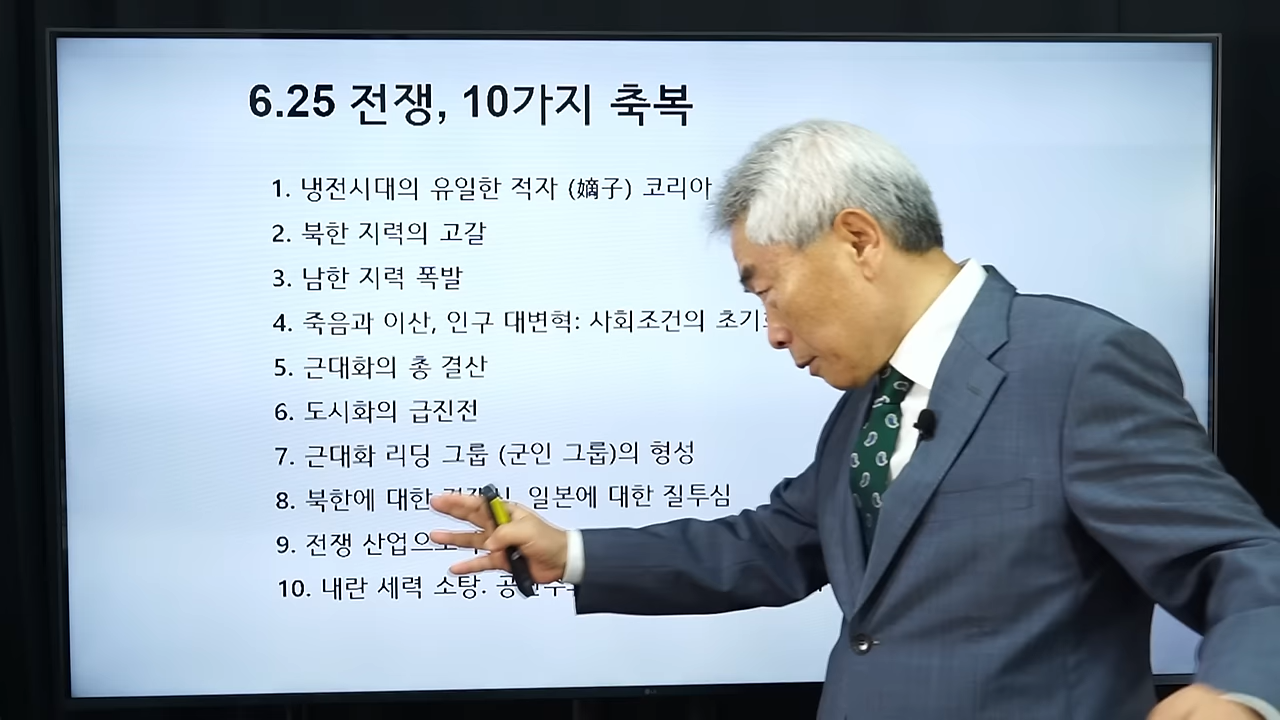 6.25 전쟁, 10가지 축복
1. 냉전시대의 유일한 적자 (嫡子) 코리아
2. 북한 지력의 고갈
3. 남한 지력 폭발
4. 죽음과 이산, 인구 대변혁: 사회조건의
5. 근대화의 총 결산
6. 도시화의 급진전
7. 근대화 리딩 그룹 (군인 그룹)의 형성
8. 북한에 대한 일본에 대한 질투심
9. 전쟁
10. 내란 세력 소탕.
LG